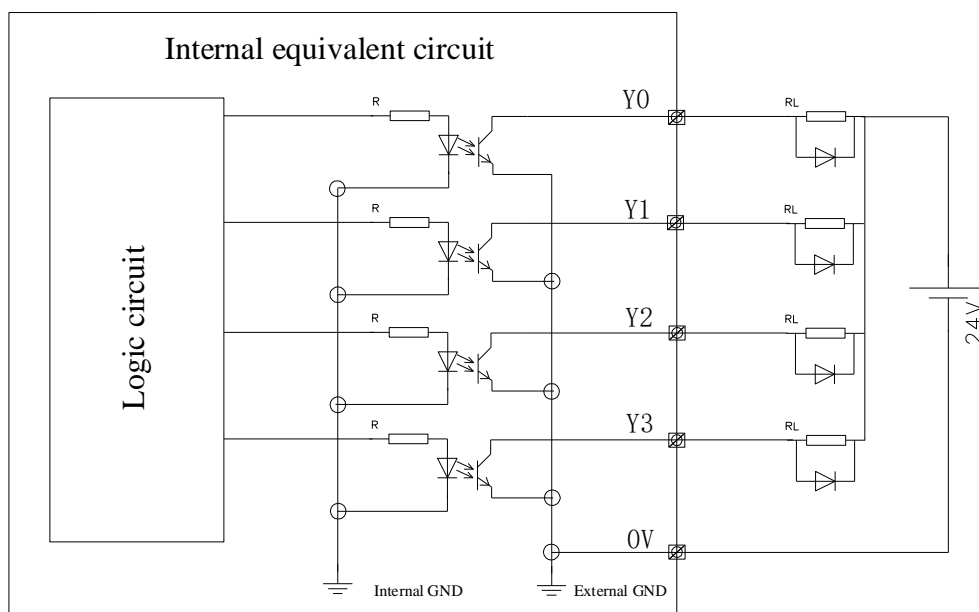 Internal equivalent circuit
Logic circuit
R
Y0
RL
R
Y1
RL
R
Y2
RL
24V
R
Y3
RL
0V
Internal GND
External GND